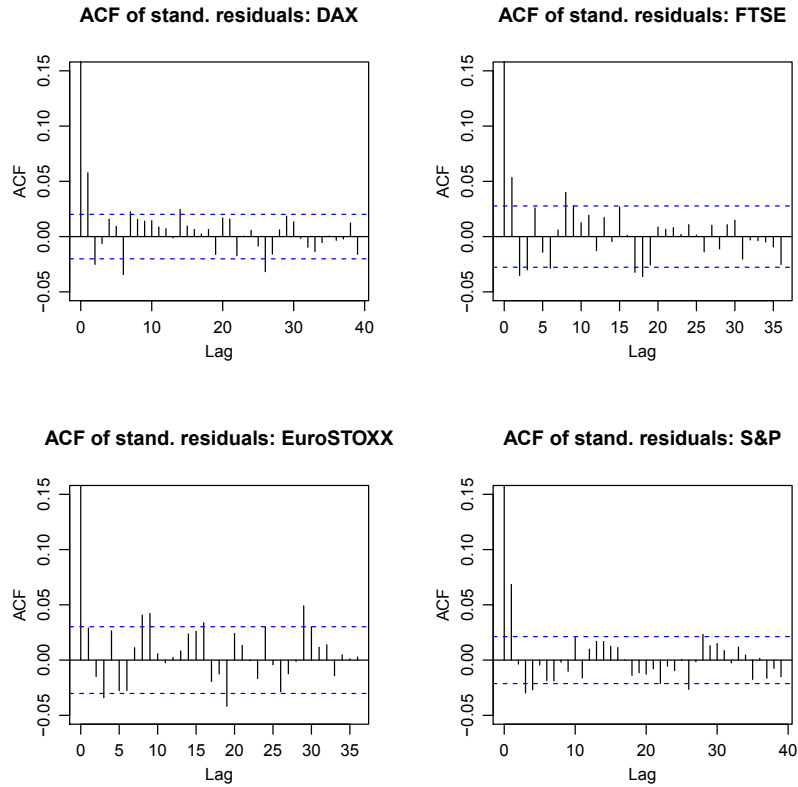 ACF of stand. residuals: DAX
ACF
0.15
0.10
0.05
0.00
−0.05
0 10 20 30 40
Lag
ACF of stand. residuals: FTSE
ACF
0.15
0.10
0.05
0.00
−0.05
0 5 10 15 20 25 30 35
Lag
ACF of stand. residuals: EuroSTOXX
ACF
0.15
0.10
0.05
0.00
−0.05
0 5 10 15 20 25 30 35
Lag
ACF of stand. residuals: S&P
ACF
0.15
0.10
0.05
0.00
−0.05
0 10 20 30 40
Lag